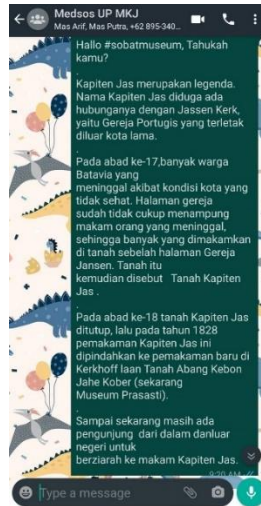 Medsos UP MKJ
Mas Arif, Mas Putra, +62 895-340...
Hallo #sobatmuseum, Tahukah
kamu?
.
Kapiten Jas merupakan legenda.
Nama Kapiten Jas diduga ada
hubunganya dengan Jassen Kerk,
yaitu Gereja Portugis yang terletak
diluar kota lama.
.
Pada abad ke-17,banyak warga
Batavia yang
meninggal akibat kondisi kota yang
tidak sehat. Halaman gereja
sudah tidak cukup menampung
makam orang yang meninggal,
sehingga banyak yang dimakamkan
di tanah sebelah halaman Gereja
Jansen. Tanah itu
kemudian disebut Tanah Kapiten
Jas .
.
Pada abad ke-18 tanah Kapiten Jas
ditutup, lalu pada tahun 1828
pemakaman Kapiten Jas ini
dipindahkan ke pemakaman baru di
Kerkhoff laan Tanah Abang Kebon
Jahe Kober (sekarang
Museum Prasasti).
.
Sampai sekarang masih ada
pengunjung dari dalam danluar
negeri untuk
berziarah ke makam Kapiten Jas.
9:20 AM
Type a message